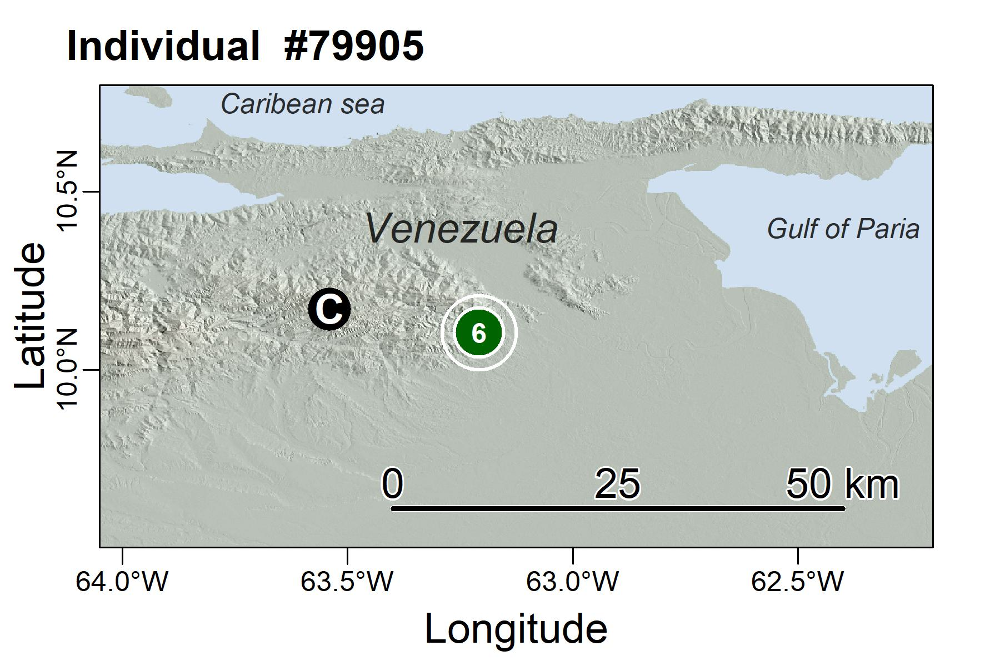 Individual #79905
Caribean sea
10.5°N
Venezuela
Gulf of Paria
Latitude
C
6
10.0°N
0 25 50 km
64.0°W 63.5°W 63.0°W 62.5°W
Longitude